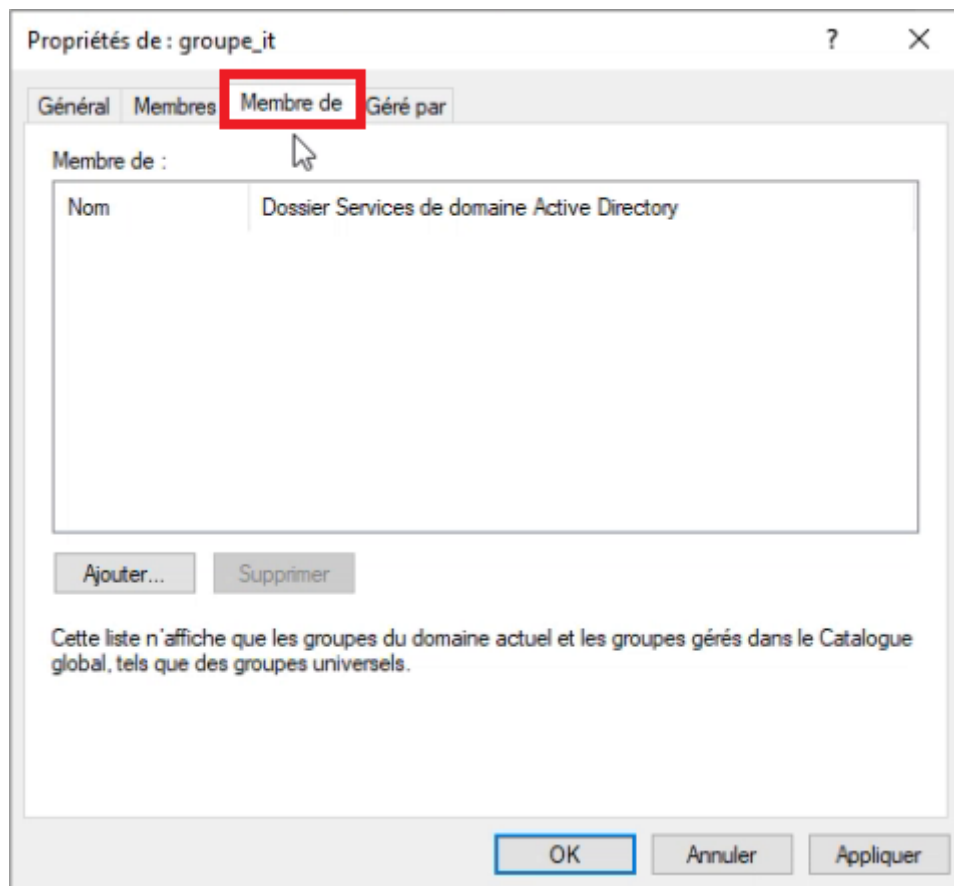 Propriétés de : groupe_it ?
Général Membres Membre de Géré par
Membre de :
Nom Dossier Services de domaine Active Directory
Ajouter... Supprimer
Cette liste n'affiche que les groupes du domaine actuel et les groupes gérés dans le Catalogue
global, tels que des groupes universels.
OK Annuler Appliquer